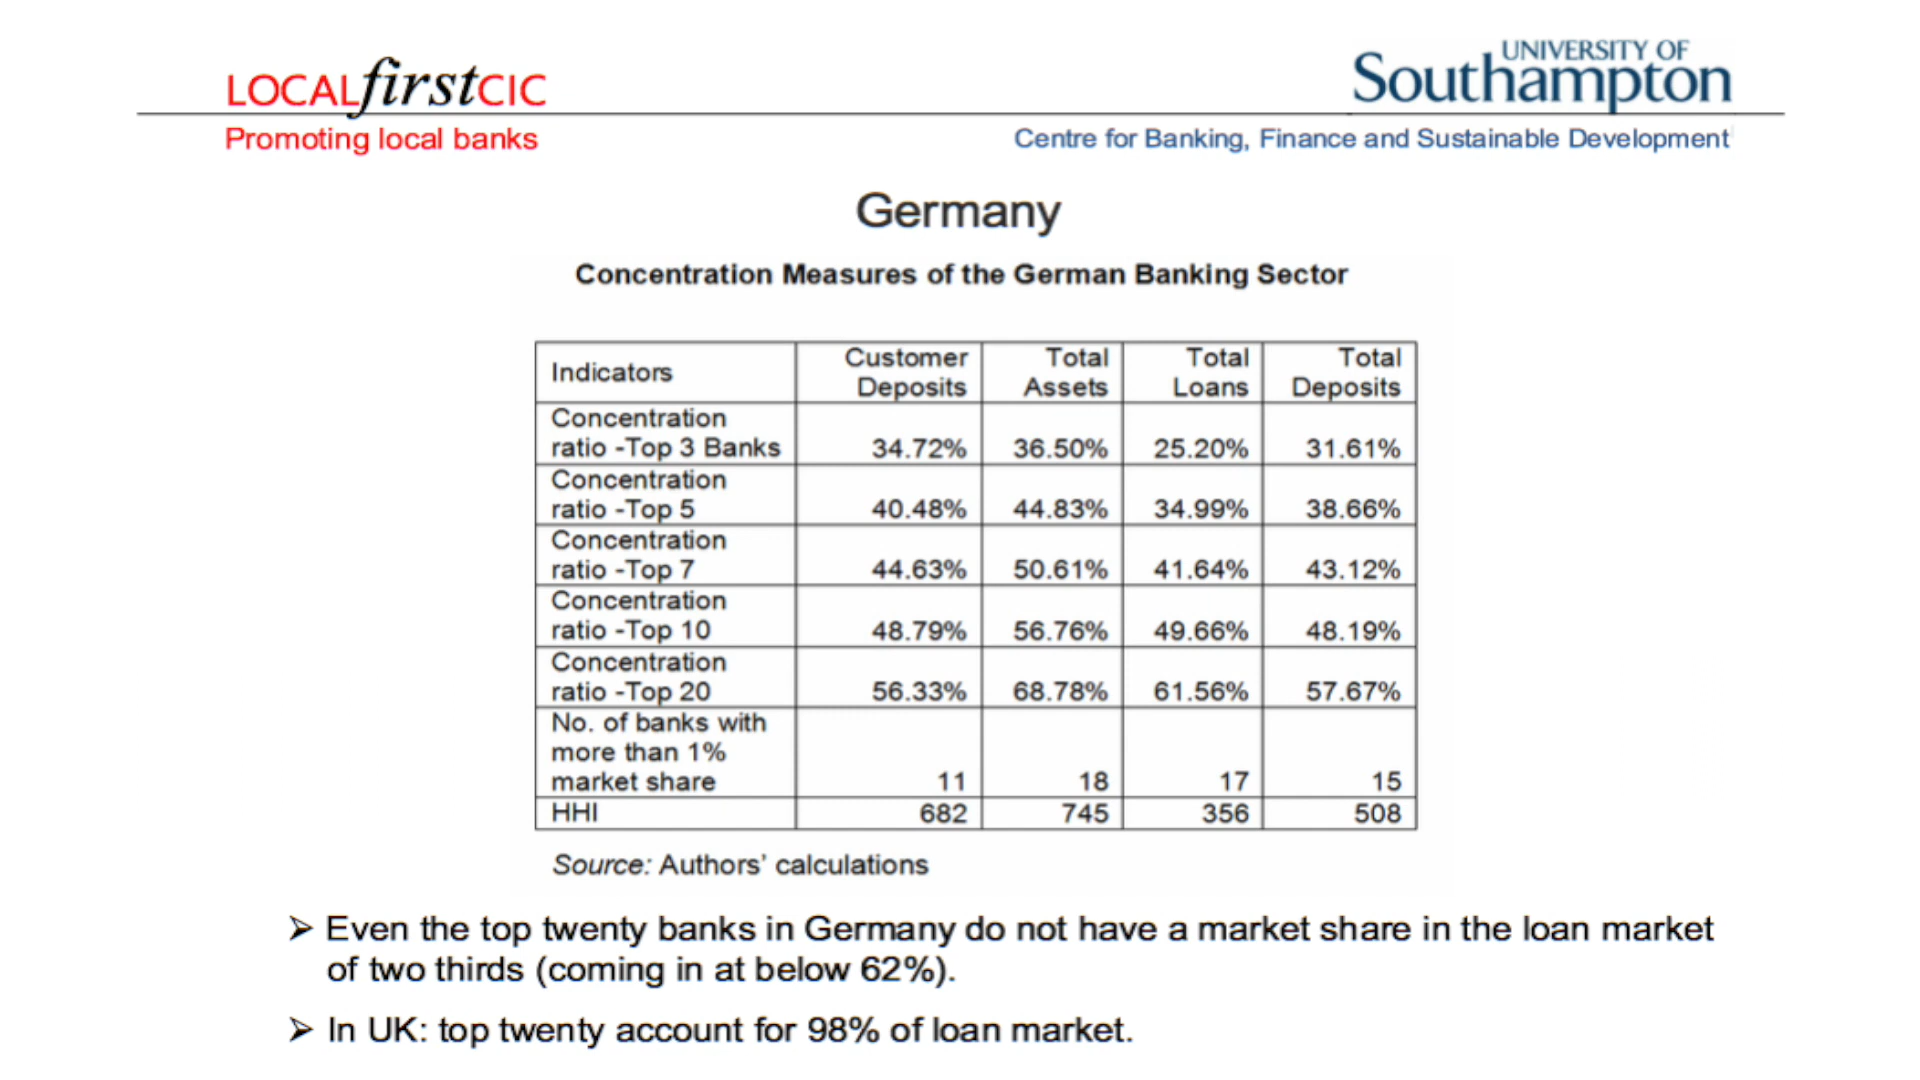 LOCALfirstCIC
Promoting local banks
UNIVERSITY OF
Southampton
Centre for Banking, Finance and Sustainable Development
Germany
Concentration Measures of the German Banking Sector
Indicators
Customer Deposits
Total Assets
Total Loans
Total Deposits
Concentration
ratio -Top 3 Banks 34.72% 36.50% 25.20% 31.61%
Concentration
ratio -Top 5 40.48% 44.83% 34.99% 38.66%
Concentration
ratio -Top 7 44.63% 50.61% 41.64% 43.12%
Concentration
ratio -Top 10 48.79% 56.76% 49.66% 48.19%
Concentration
ratio -Top 20 56.33% 68.78% 61.56% 57.67%
No. of banks with
more than 1%
market share 11 18 17 15
HHI 682 745 356 508
Source: Authors' calculations
➢ Even the top twenty banks in Germany do not have a market share in the loan market
of two thirds (coming in at below 62%).
➢ In UK: top twenty account for 98% of loan market.